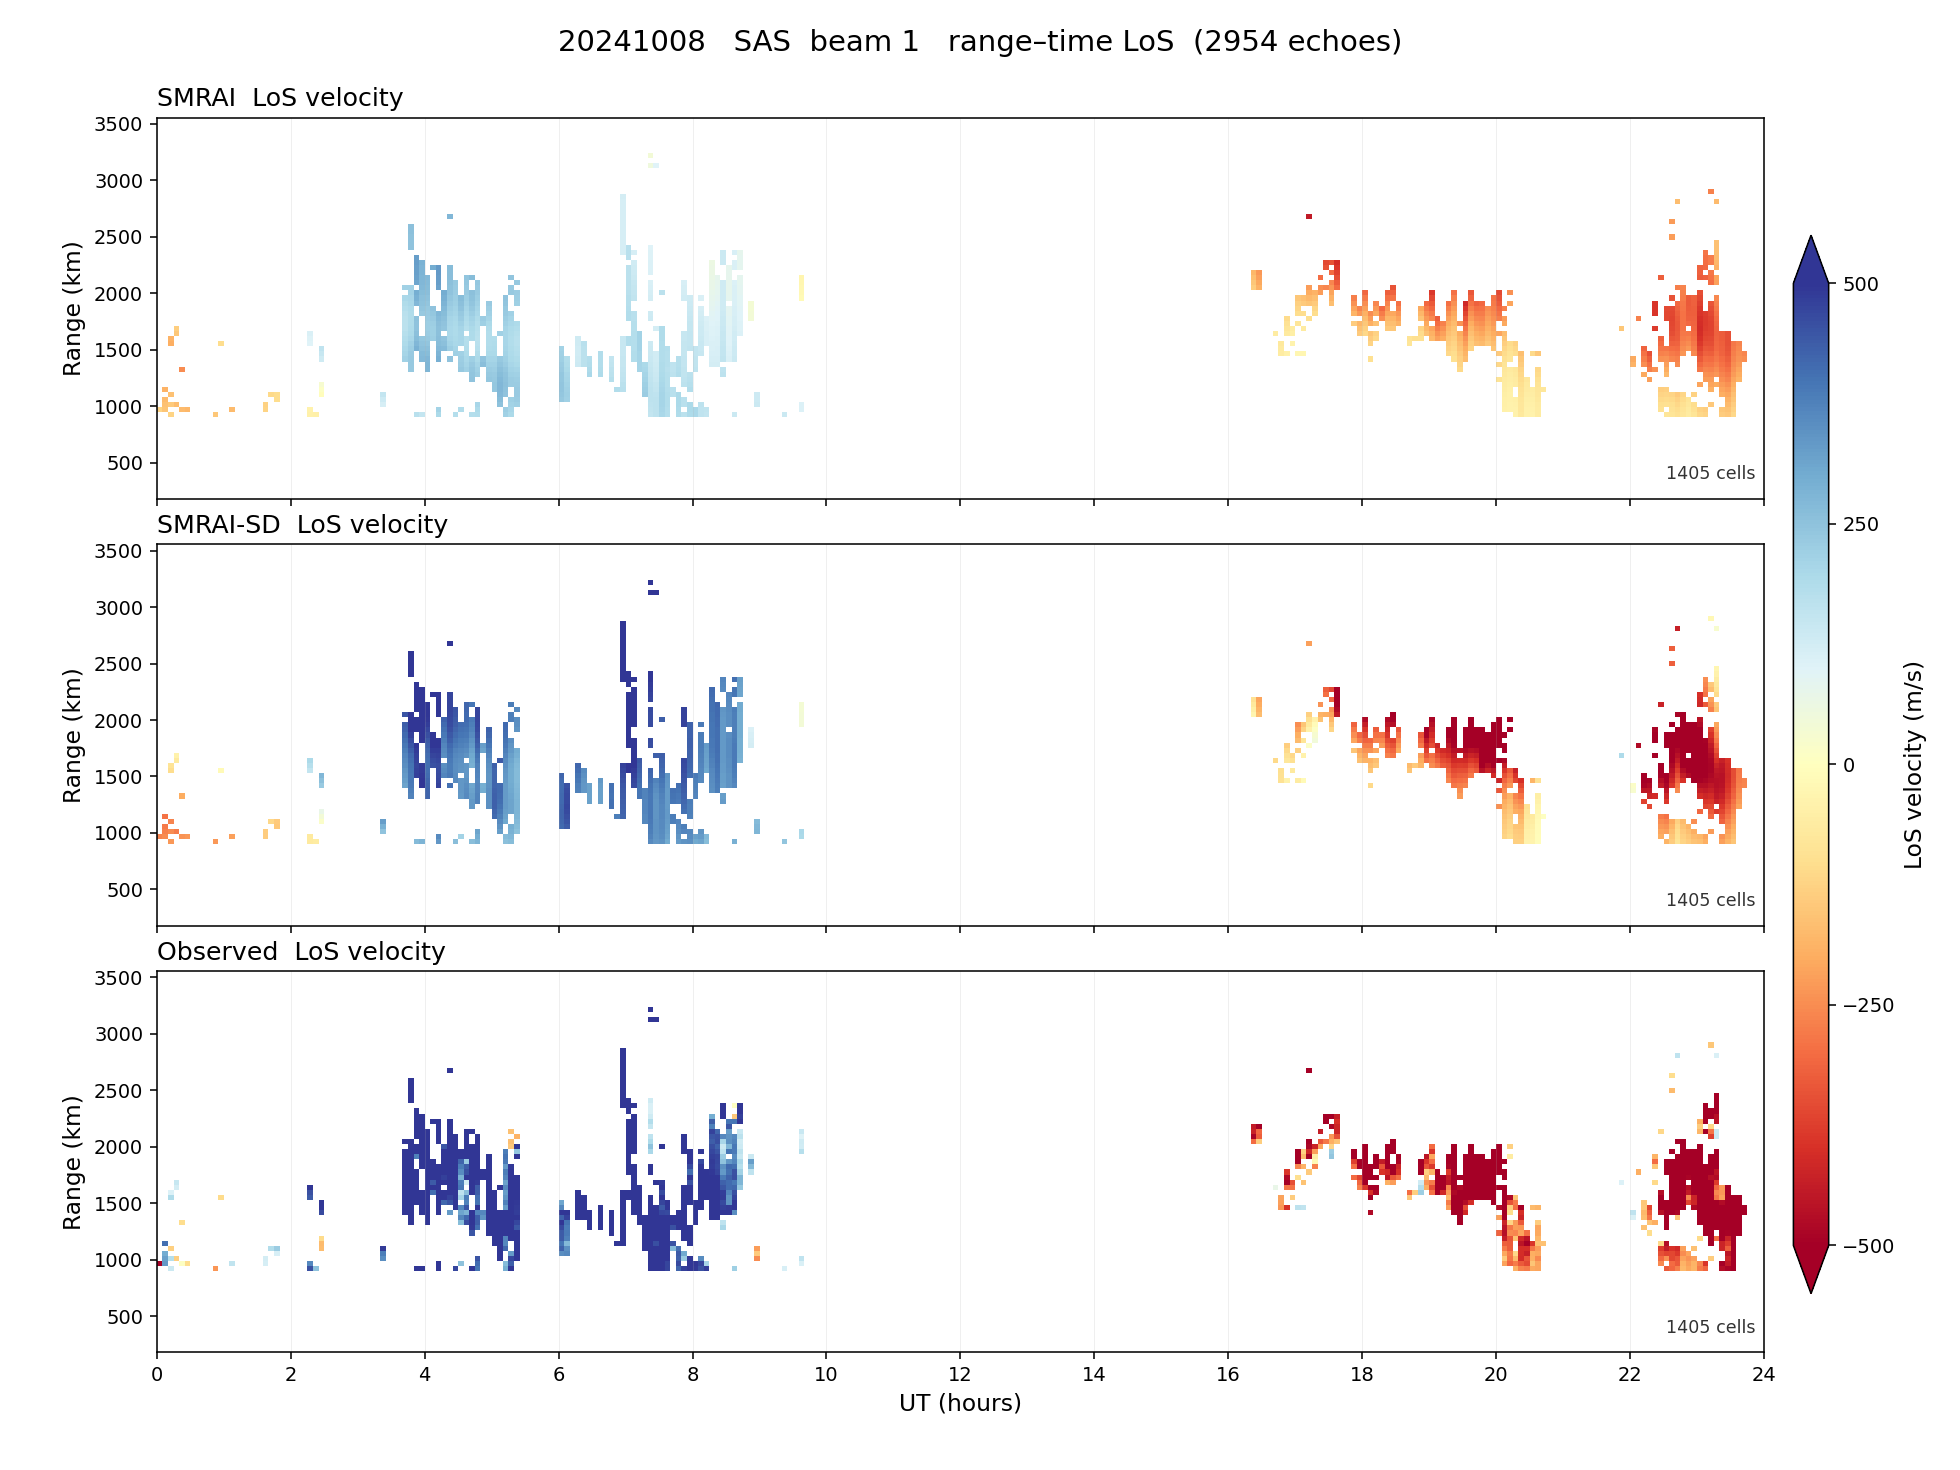 20241008   SAS  beam 1   range–time LoS  (2954 echoes)
SMRAI  LoS velocity
3500
3000
2500
2000
1500
1000
500
Range (km)
1405 cells
SMRAI-SD  LoS velocity
3500
3000
2500
2000
1500
1000
500
Range (km)
1405 cells
Observed  LoS velocity
3500
3000
2500
2000
1500
1000
500
Range (km)
1405 cells
0 2 4 6 8 10 12 14 16 18 20 22 24
UT (hours)
500
250
0
−250
−500
LoS velocity (m/s)